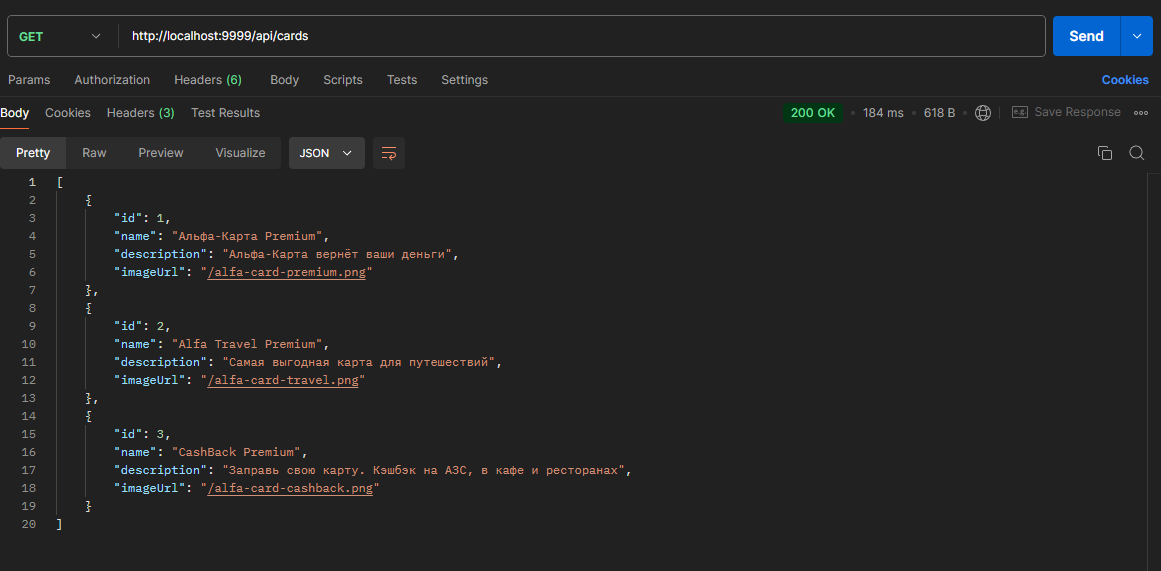 GET http://localhost:9999/api/cards Send
Params Authorization Headers (6) Body Scripts Tests Settings Cookies
Body Cookies Headers (3) Test Results 200 OK • 184 ms • 618 B • e.g. Save Response
Pretty Raw Preview Visualize JSON
1 [
2 {
3 "id": 1,
4 "name": "Альфа-Карта Premium",
5 "description": "Альфа-Карта вернёт ваши деньги",
6 "imageUrl": "/alfa-card-premium.png"
7 },
8 {
9 "id": 2,
10 "name": "Alfa Travel Premium",
11 "description": "Самая выгодная карта для путешествий",
12 "imageUrl": "/alfa-card-travel.png"
13 },
14 {
15 "id": 3,
16 "name": "CashBack Premium",
17 "description": "Заправь свою карту. Кэшбэк на АЗС, в кафе и ресторанах",
18 "imageUrl": "/alfa-card-cashback.png"
19 }
20 ]